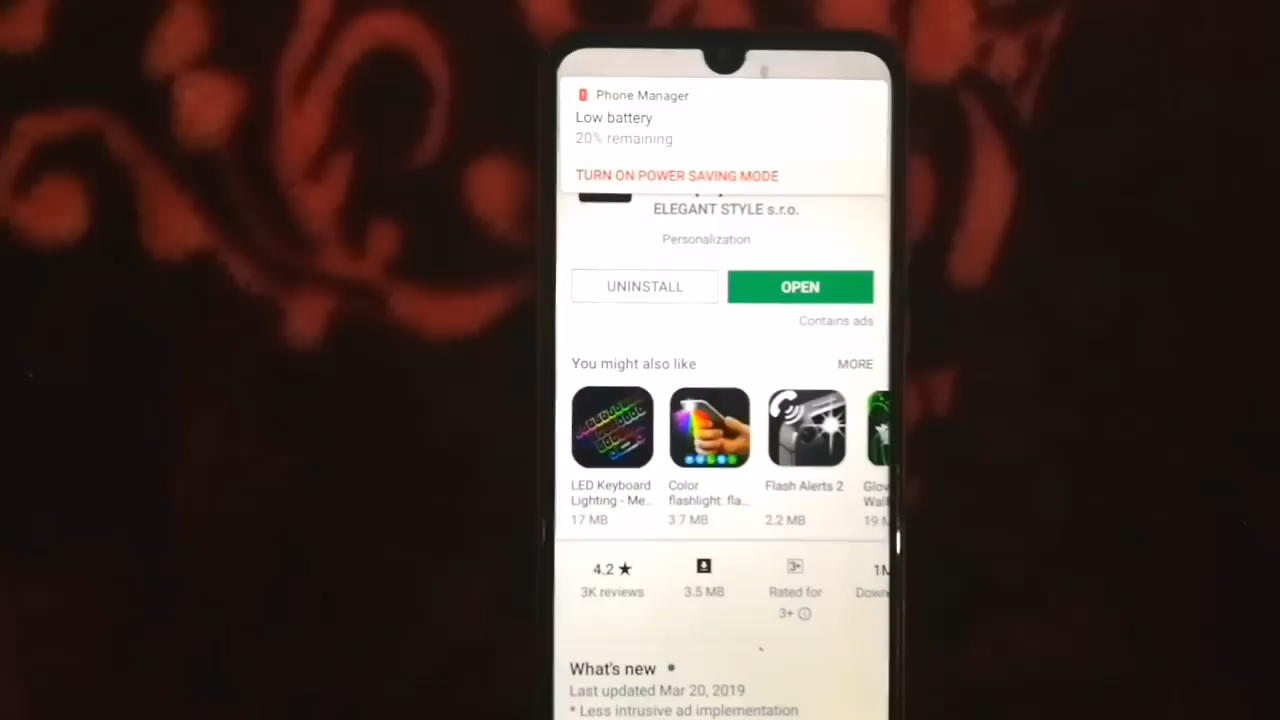 Phone Manager
Low battery
20% remaining
TURN ON POWER SAVING MODE
ELEGANT STYLE s.r.o.
Personalization
UNINSTALL
OPEN
Contains ads
You might also like
MORE
LED Keyboard
Lighting - Me...
17 MB
Color
flashlight: fla...
3.7 MB
Flash Alerts 2
2.2 MB
19
4.2 ★
3K reviews
3.5 MB
3+
Rated for
3+
What's new
Last updated Mar 20, 2019
* Less intrusive ad implementation